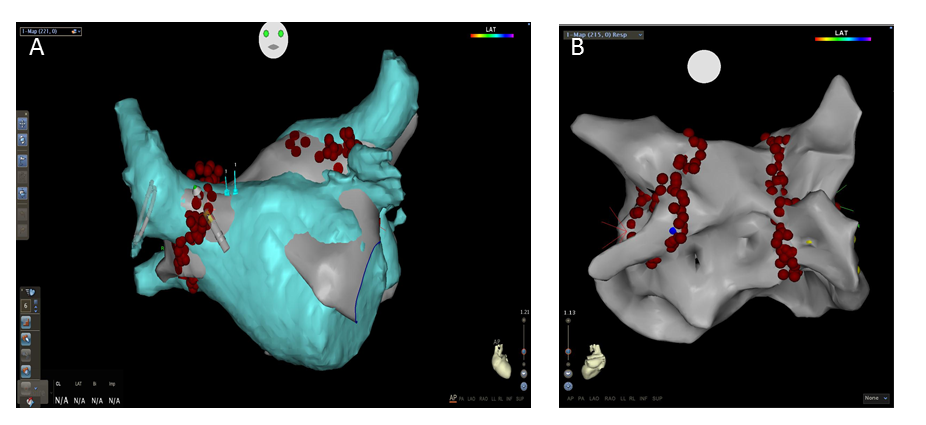 1-Map (221, 0)
A
LAT
6
1.21
AP
CL LAT BI Imp
N/A N/A N/A N/A
AP PA LAO RAO LL RL INF SUP
1-Map (215, 0) Resp
B
LAT
1.13
AP PA LAO RAO LL RL INF SUP
None